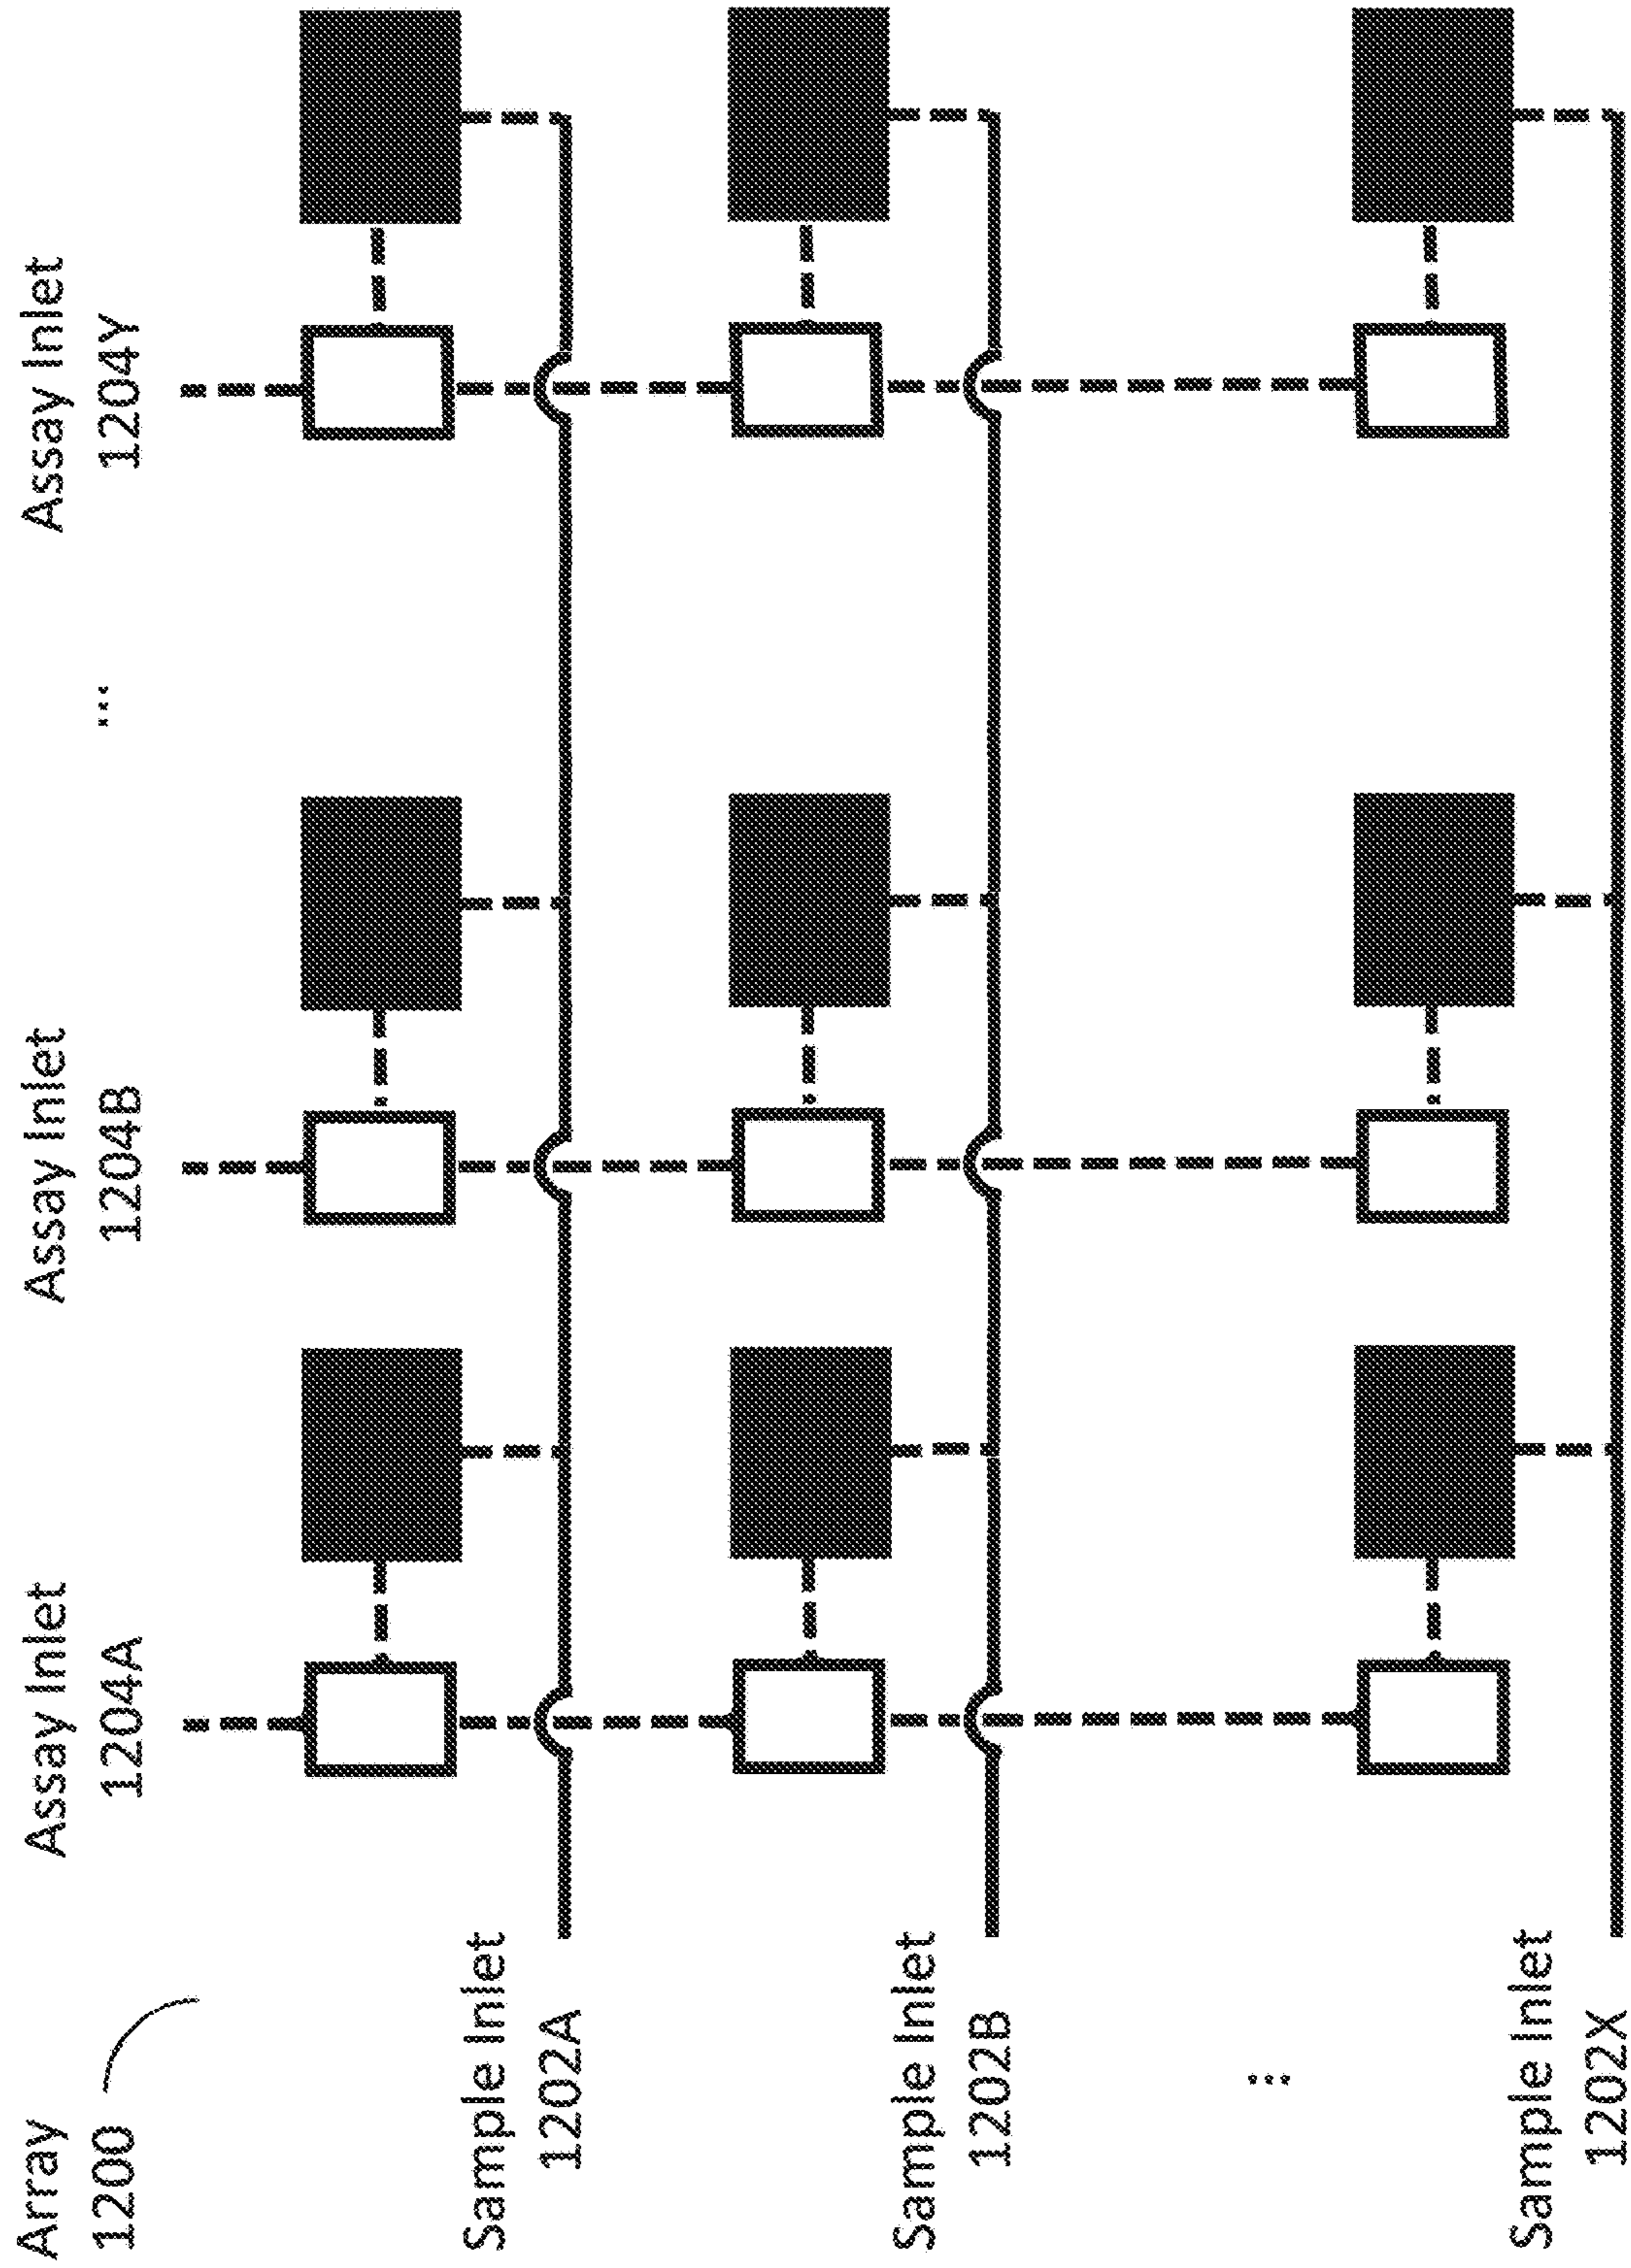 Array
1200
Assay Inlet
1204A
Assay Inlet
1204B
...
Assay Inlet
1204Y
Sample Inlet
1202A
Sample Inlet
1202B
...
Sample Inlet
1202X